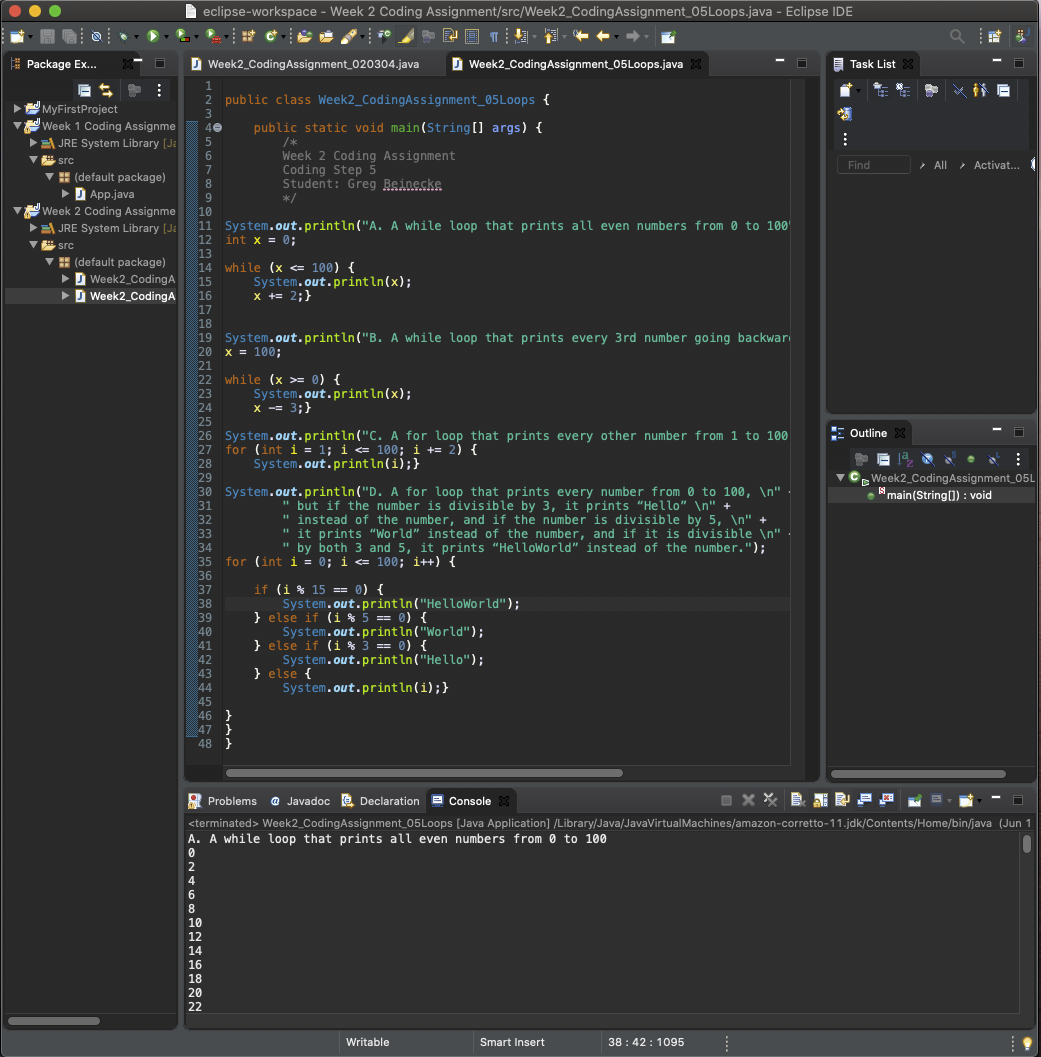 eclipse-workspace - Week 2 Coding Assignment/src/Week2_CodingAssignment_05Loops.java - Eclipse IDE
Package Ex...
MyFirstProject
Week 1 Coding Assignme
JRE System Library [Ja
src
(default package)
App.java
Week 2 Coding Assignme
JRE System Library [Ja
src
(default package)
Week2_CodingA
Week2_CodingA
Week2_CodingAssignment_020304.java
Week2_CodingAssignment_05Loops.java
1
2 public class Week2_CodingAssignment_05Loops {
3
4 public static void main(String[] args) {
5 /*
6 Week 2 Coding Assignment
7 Coding Step 5
8 Student: Greg Beinecke
9 */
10
11 System.out.println("A. A while loop that prints all even numbers from 0 to 100"
12 int x = 0;
13
14 while (x <= 100) {
15 System.out.println(x);
16 x += 2;}
17
18
19 System.out.println("B. A while loop that prints every 3rd number going backwar
20 x = 100;
21
22 while (x >= 0) {
23 System.out.println(x);
24 x -= 3;}
25
26 System.out.println("C. A for loop that prints every other number from 1 to 100
27 for (int i = 1; i <= 100; i += 2) {
28 System.out.println(i);}
29
30 System.out.println("D. A for loop that prints every number from 0 to 100, \n" +
31 " but if the number is divisible by 3, it prints “Hello” \n" +
32 " instead of the number, and if the number is divisible by 5, \n" +
33 " it prints “World” instead of the number, and if it is divisible \n" +
34 " by both 3 and 5, it prints “HelloWorld” instead of the number.");
35 for (int i = 0; i <= 100; i++) {
36
37 if (i % 15 == 0) {
38 System.out.println("HelloWorld");
39 } else if (i % 5 == 0) {
40 System.out.println("World");
41 } else if (i % 3 == 0) {
42 System.out.println("Hello");
43 } else {
44 System.out.println(i);}
45
46 }
47 }
48 }
Task List
Find
All
Activat...
Outline
Week2_CodingAssignment_05L
main(String[]) : void
Problems
Javadoc
Declaration
Console
<terminated> Week2_CodingAssignment_05Loops [Java Application] /Library/Java/JavaVirtualMachines/amazon-corretto-11.jdk/Contents/Home/bin/java (Jun 1
A. A while loop that prints all even numbers from 0 to 100
0
2
4
6
8
10
12
14
16
18
20
22
Writable
Smart Insert
38 : 42 : 1095